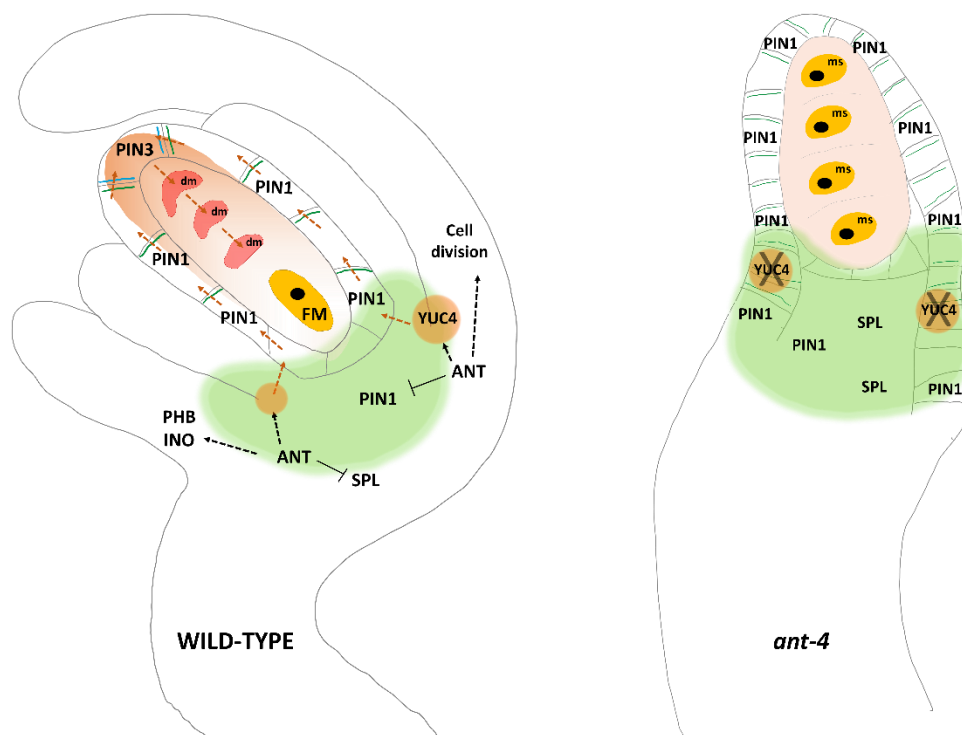 PIN3
dm
dm
dm
PIN1
PIN1
PIN1
PIN1
FM
Cell
division
YUC4
ANT
PIN1
PHB
INO
ANT
SPL
WILD-TYPE
PIN1
PIN1
ms
ms
ms
ms
PIN1
PIN1
PIN1
PIN1
YUC4
YUC4
PIN1
PIN1
SPL
SPL
PIN1
ant-4